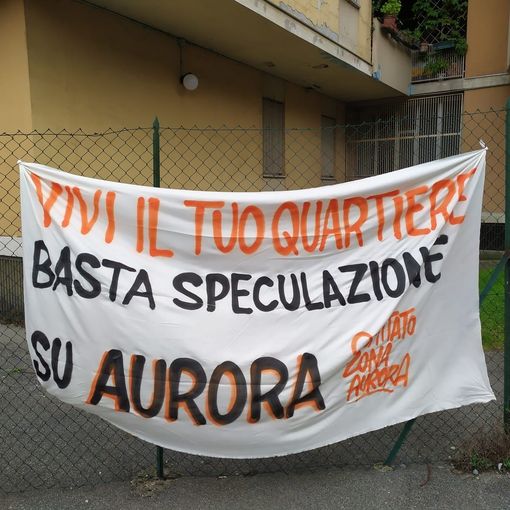 VIVI IL TUO QUARTIERE
BASTA SPECULAZIONE
SU AURORA
ZONA
AURORA